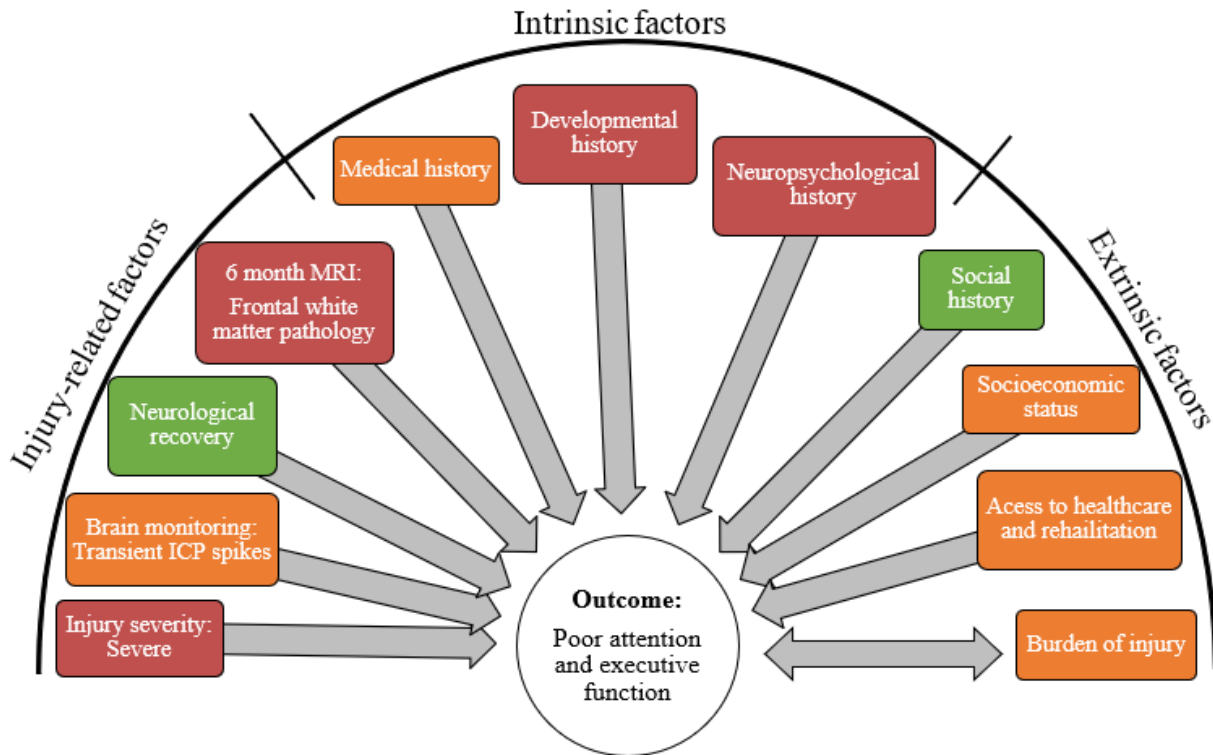 Intrinsic factors
Injury-related factors
Extrinsic factors
Developmental
history
Medical history
Neuropsychological
history
6 month MRI:
Frontal white
matter pathology
Social
history
Neurological
recovery
Socioeconomic
status
Brain monitoring:
Transient ICP spikes
Acess to healthcare
and rehailitation
Injury severity:
Severe
Outcome:
Poor attention
and executive
function
Burden of injury